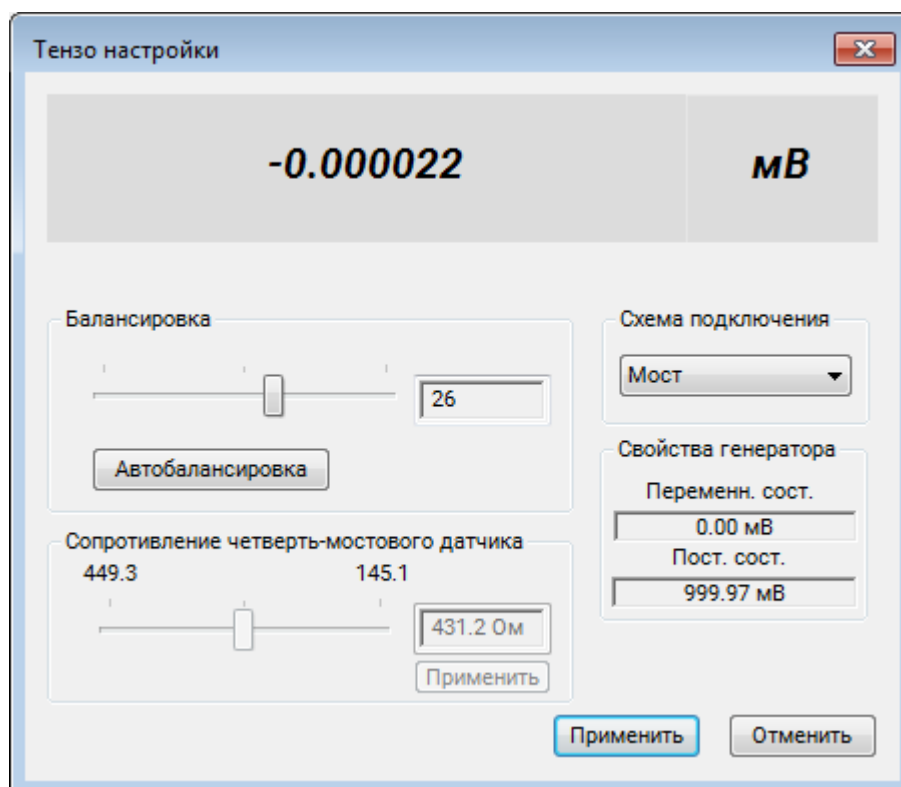 Тензо настройки
-0.000022 мВ
Балансировка
26
Автобалансировка
Схема подключения
Мост
Свойства генератора
Переменн. сост.
0.00 мВ
Пост. сост.
999.97 мВ
Сопротивление четверть-мостового датчика
449.3 145.1
431.2 Ом
Применить
Применить Отменить